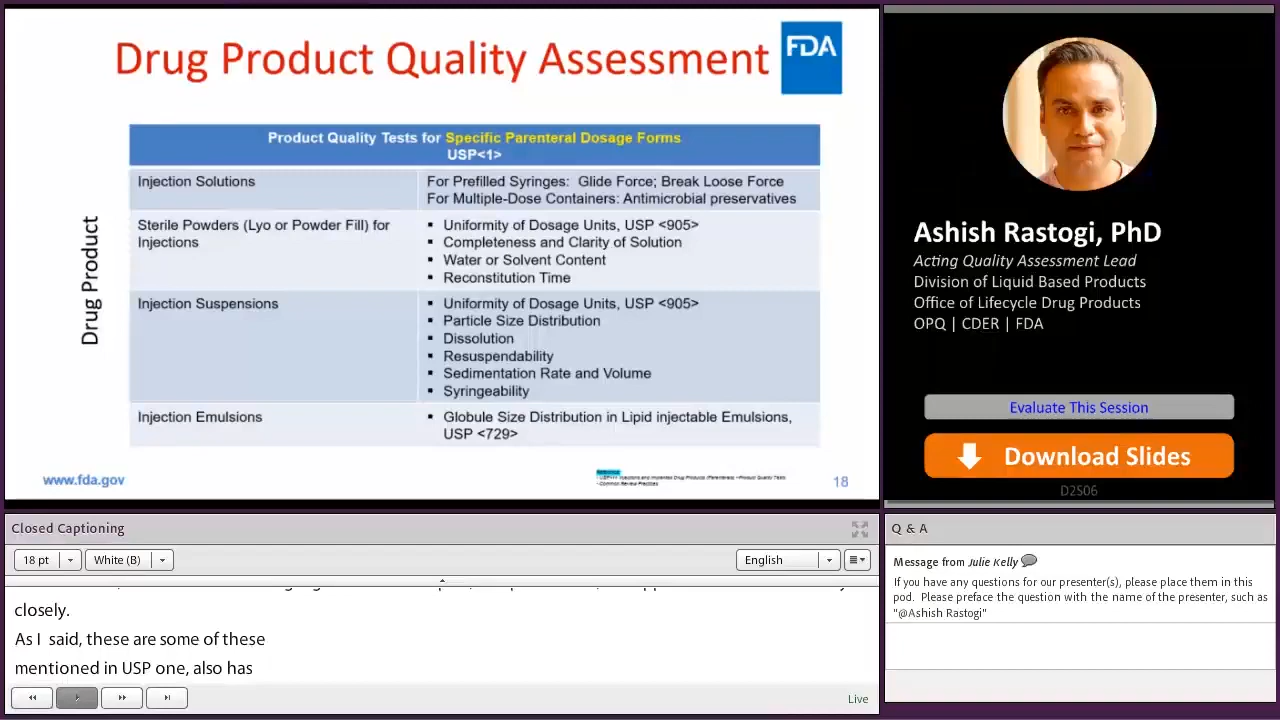 Drug Product Quality Assessment
FDA
Product Quality Tests for Specific Parenteral Dosage Forms
USP<1>
Drug Product
Injection Solutions
For Prefilled Syringes: Glide Force; Break Loose Force
For Multiple-Dose Containers: Antimicrobial preservatives
Sterile Powders (Lyo or Powder Fill) for
Injections
▪ Uniformity of Dosage Units, USP <905>
▪ Completeness and Clarity of Solution
▪ Water or Solvent Content
▪ Reconstitution Time
Injection Suspensions
▪ Uniformity of Dosage Units, USP <905>
▪ Particle Size Distribution
▪ Dissolution
▪ Resuspendability
▪ Sedimentation Rate and Volume
▪ Syringeability
Injection Emulsions
▪ Globule Size Distribution in Lipid injectable Emulsions,
USP <729>
www.fda.gov
18
Ashish Rastogi, PhD
Acting Quality Assessment Lead
Division of Liquid Based Products
Office of Lifecycle Drug Products
OPQ | CDER | FDA
Evaluate This Session
Download Slides
D2S06
Closed Captioning
18 pt
White (B)
English
closely.
As I said, these are some of these
mentioned in USP one, also has
Live
Q & A
Message from Julie Kelly
If you have any questions for our presenter(s), please place them in this
pod. Please preface the question with the name of the presenter, such as
"@Ashish Rastogi"